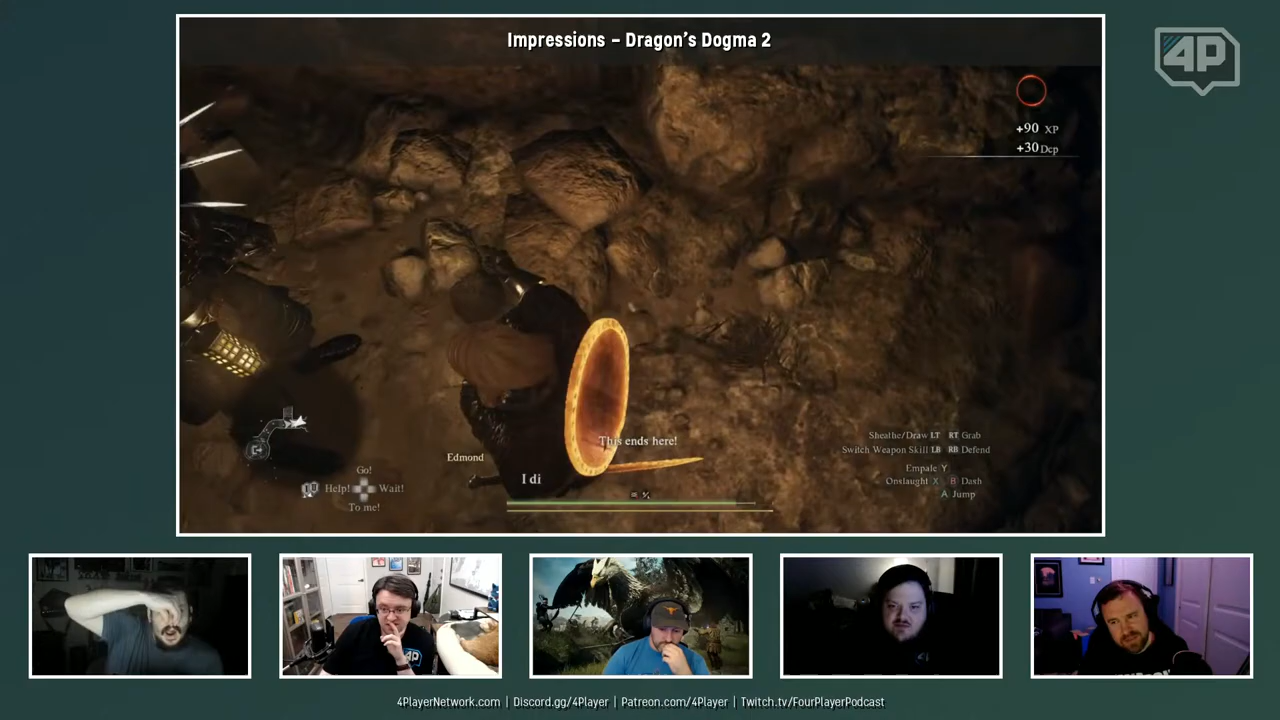 Impressions – Dragon's Dogma 2
4P
+90 XP
+30 Dcp
This ends here!
Edmond
I di
Go!
Help! Wait!
To me!
Sheathe/Draw LT RT Grab
Switch Weapon Skill LB RB Defend
Empale Y
Onslaught X B Dash
A Jump
4P
4PlayerNetwork.com | Discord.gg/4Player | Patreon.com/4Player | Twitch.tv/FourPlayerPodcast